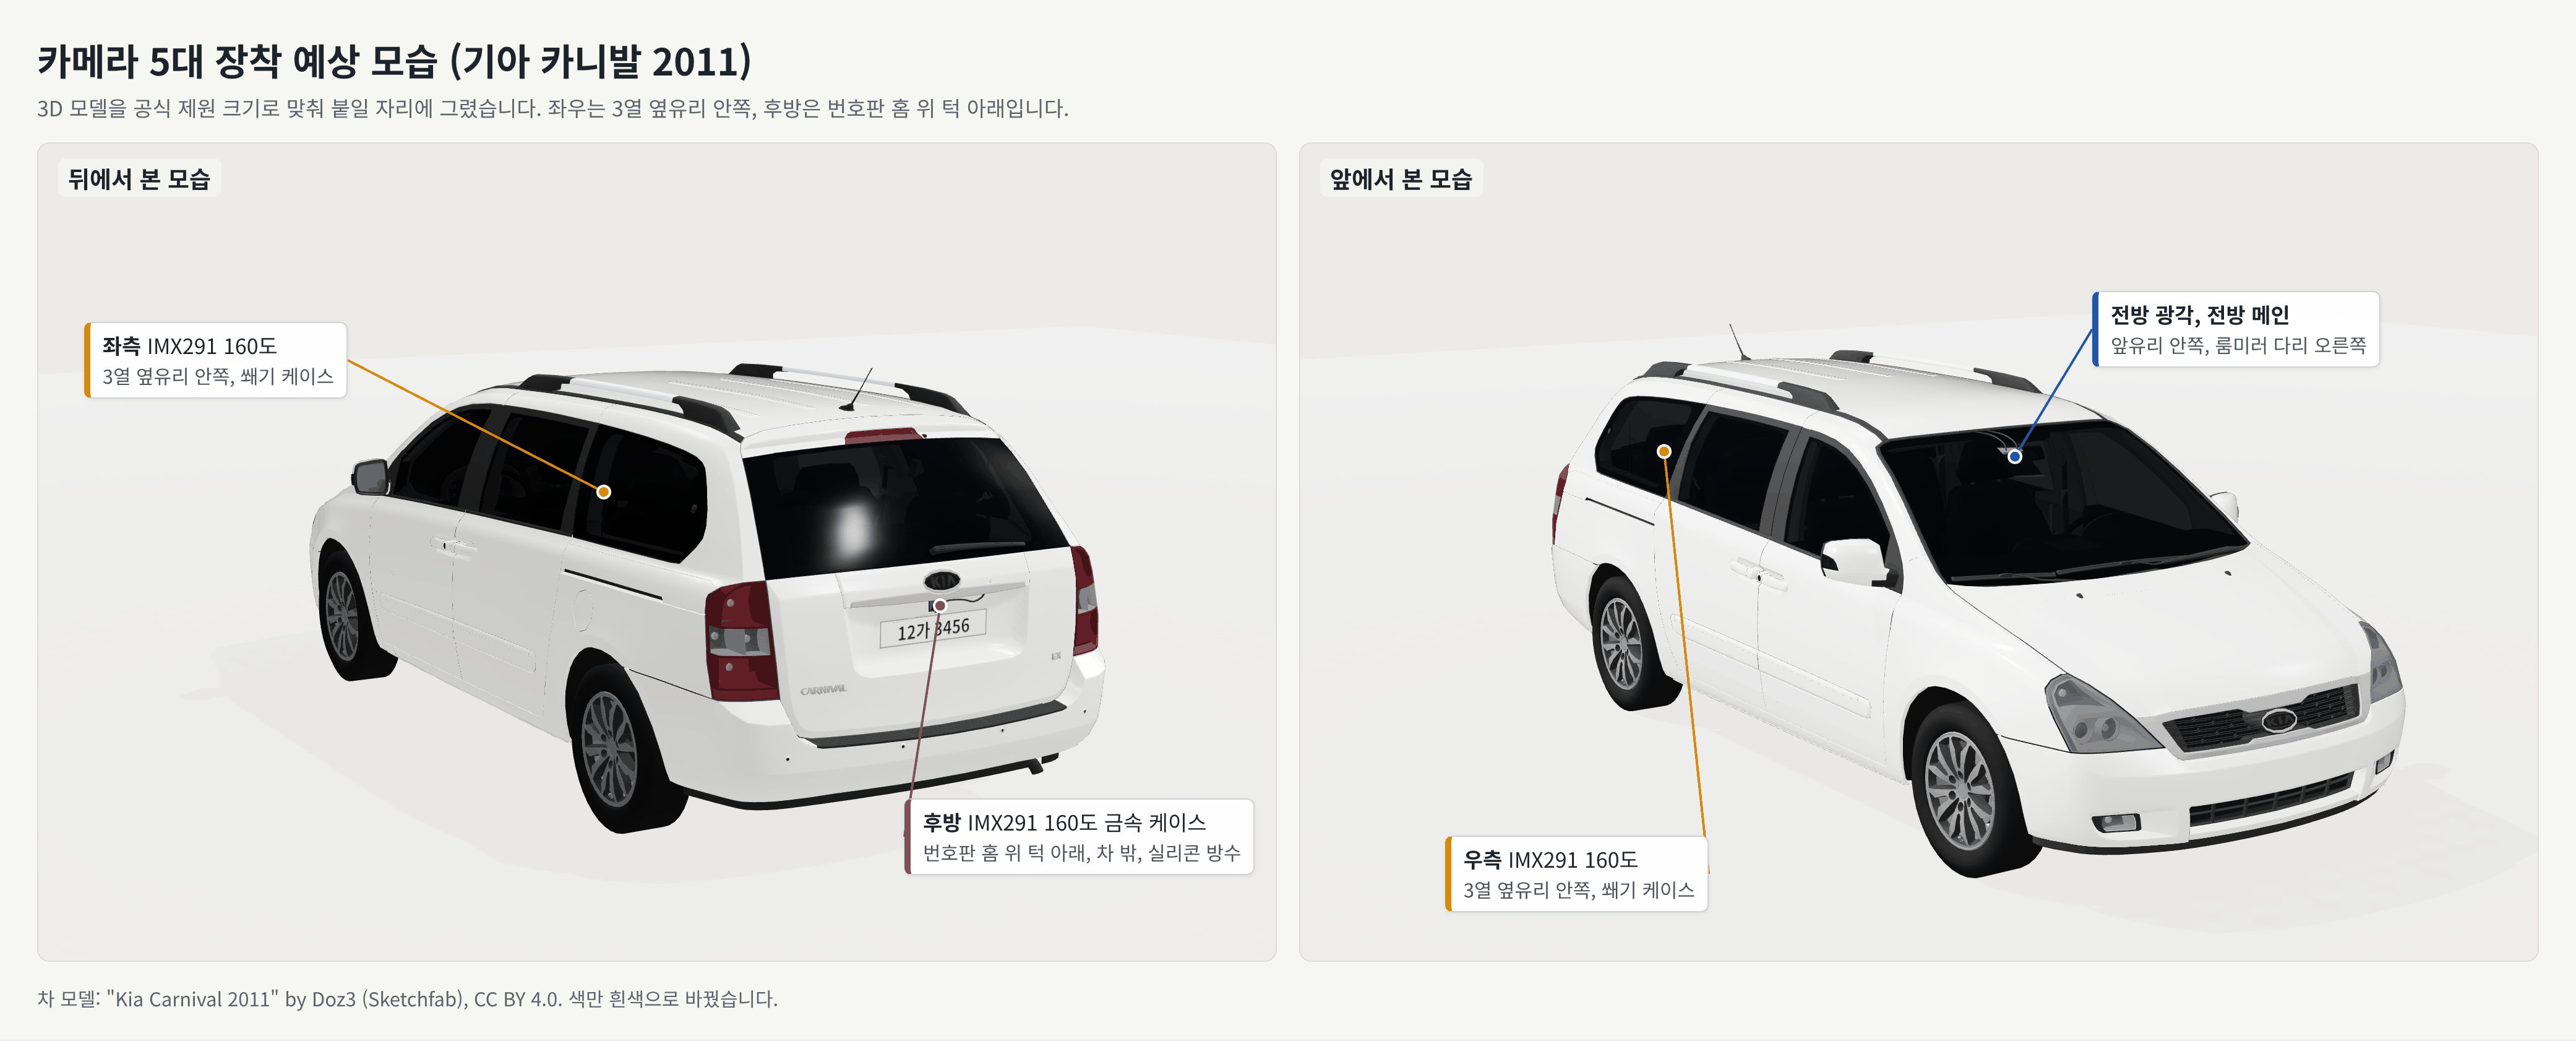 카메라 5대 장착 예상 모습 (기아 카니발 2011)
3D 모델을 공식 제원 크기로 맞춰 붙일 자리에 그렸습니다. 좌우는 3열 옆유리 안쪽, 후방은 번호판 홈 위 턱 아래입니다.
뒤에서 본 모습
좌측 IMX291 160도
3열 옆유리 안쪽, 쐐기 케이스
KIA
12가 3456
EX
CARNIVAL
후방 IMX291 160도 금속 케이스
번호판 홈 위 턱 아래, 차 밖, 실리콘 방수
앞에서 본 모습
전방 광각, 전방 메인
앞유리 안쪽, 룸미러 다리 오른쪽
KIA
우측 IMX291 160도
3열 옆유리 안쪽, 쐐기 케이스
차 모델: "Kia Carnival 2011" by Doz3 (Sketchfab), CC BY 4.0. 색만 흰색으로 바꿨습니다.